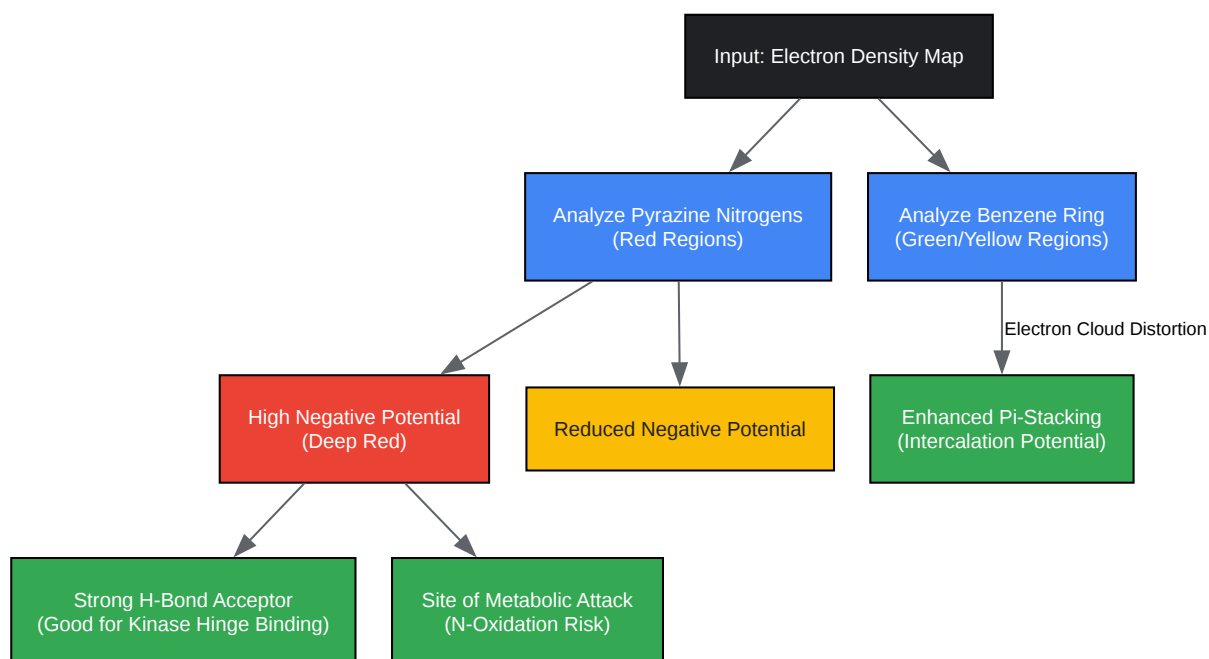 Input: Electron Density Map
Analyze Pyrazine Nitrogens
(Red Regions)
Analyze Benzene Ring
(Green/Yellow Regions)
Electron Cloud Distortion
High Negative Potential
(Deep Red)
Reduced Negative Potential
Enhanced Pi-Stacking
(Intercalation Potential)
Strong H-Bond Acceptor
(Good for Kinase Hinge Binding)
Site of Metabolic Attack
(N-Oxidation Risk)